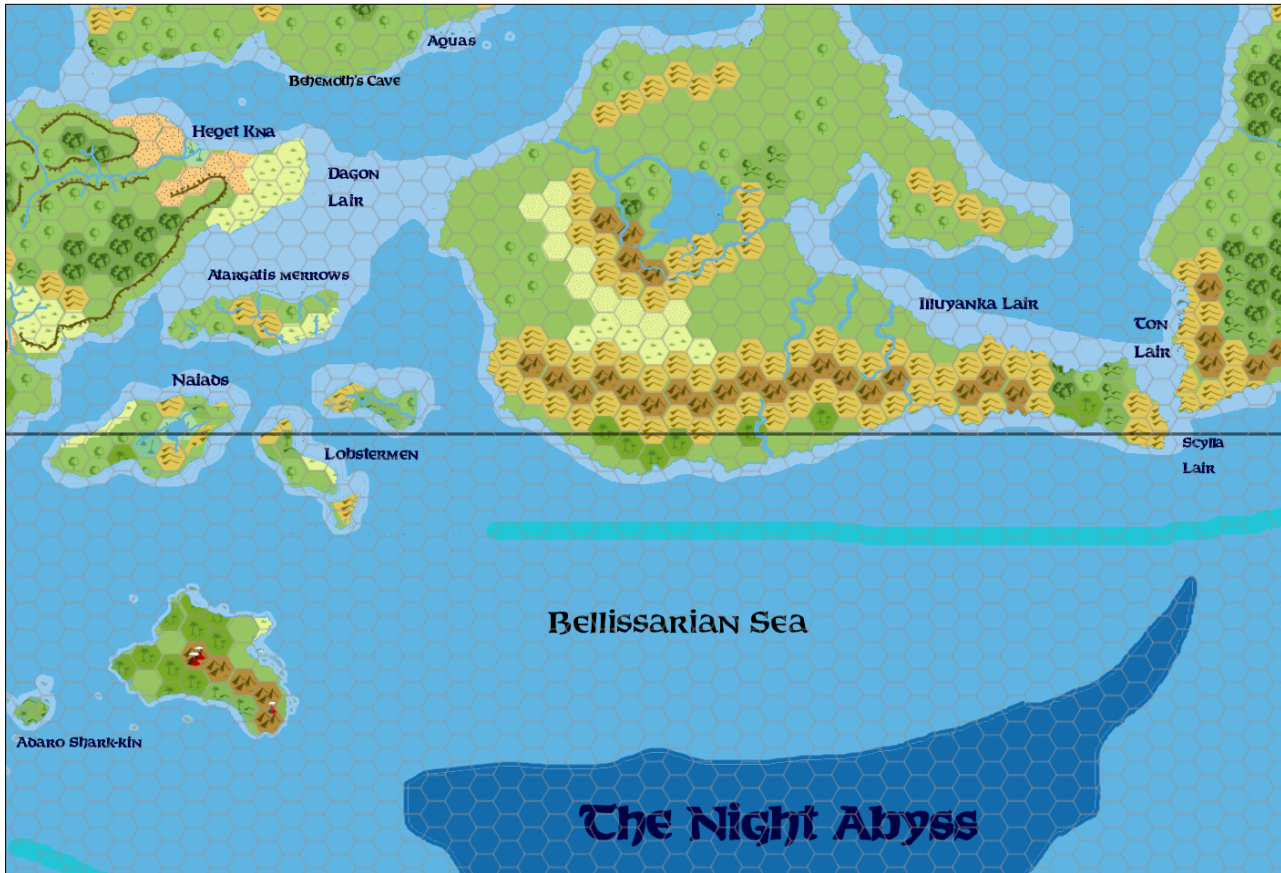 Aquas
Behemoth's Cave
Heqet Kna
Dagon
Lair
Atargatis merrows
Illuyanka Lair
Ton
Lair
Naiads
Scylla
Lair
Lobstermen
Bellissarian Sea
Adaro Shark-kin
The Night Abyss